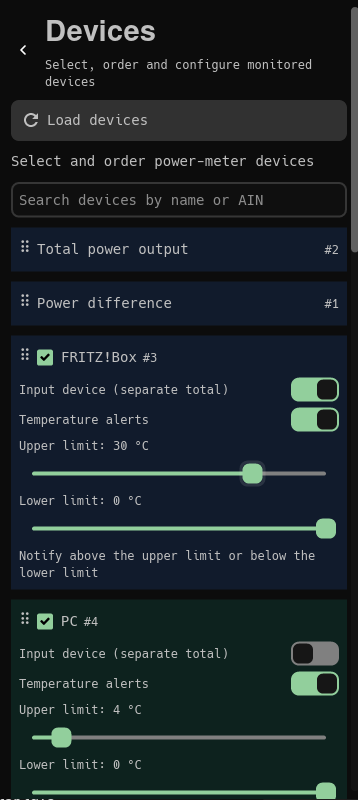 Devices
Select, order and configure monitored
devices
Load devices
Select and order power-meter devices
Search devices by name or AIN
Total power output #2
Power difference #1
FRITZ!Box #3
Input device (separate total)
Temperature alerts
Upper limit: 30 °C
Lower limit: 0 °C
Notify above the upper limit or below the
lower limit
PC #4
Input device (separate total)
Temperature alerts
Upper limit: 4 °C
Lower limit: 0 °C